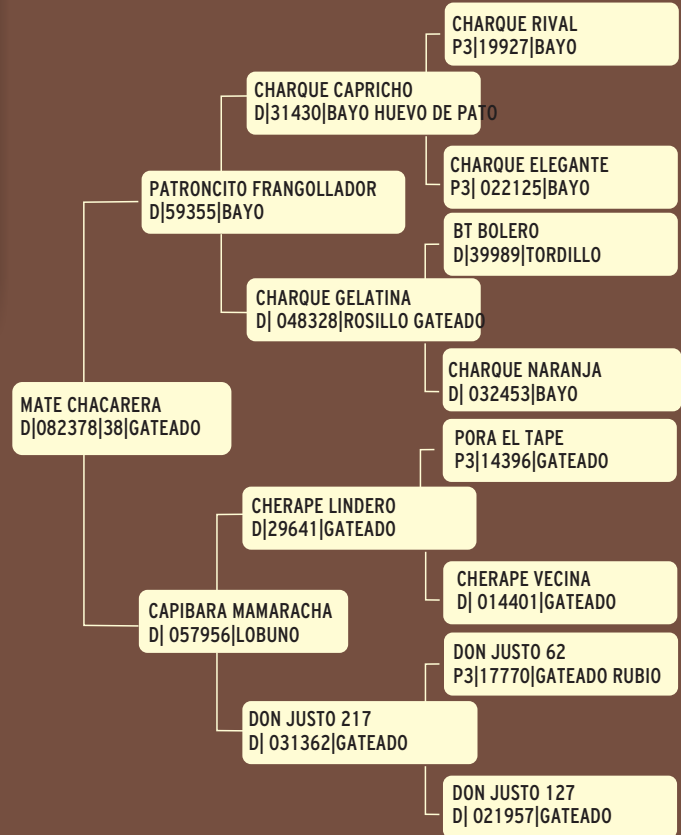 CHARQUE RIVAL
P3|19927|BAYO
CHARQUE CAPRICHO
D|31430|BAYO HUEVO DE PATO
CHARQUE ELEGANTE
P3| 022125|BAYO
PATRONCITO FRANGOLLADOR
D|59355|BAYO
BT BOLERO
D|39989|TORDILLO
CHARQUE GELATINA
D| 048328|ROSILLO GATEADO
CHARQUE NARANJA
D| 032453|BAYO
MATE CHACARERA
D|082378|38|GATEADO
PORA EL TAPE
P3|14396|GATEADO
CHERAPE LINDERO
D|29641|GATEADO
CHERAPE VECINA
D| 014401|GATEADO
CAPIBARA MAMARACHA
D| 057956|LOBUNO
DON JUSTO 62
P3|17770|GATEADO RUBIO
DON JUSTO 217
D| 031362|GATEADO
DON JUSTO 127
D| 021957|GATEADO